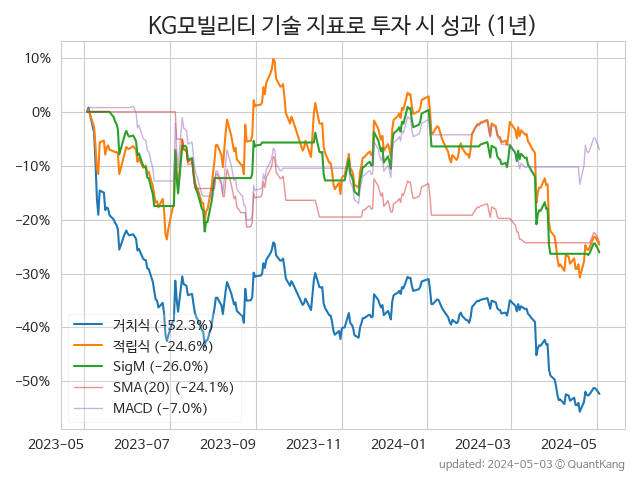 KG모빌리티 기술 지표로 투자 시 성과 (1년)
10%
0%
−10%
−20%
−30%
−40%
−50%
거치식 (−52.3%)
적립식 (−24.6%)
SigM (−26.0%)
SMA(20) (−24.1%)
MACD (−7.0%)
2023-05 2023-07 2023-09 2023-11 2024-01 2024-03 2024-05
updated: 2024-05-03 ⓒ QuantKang